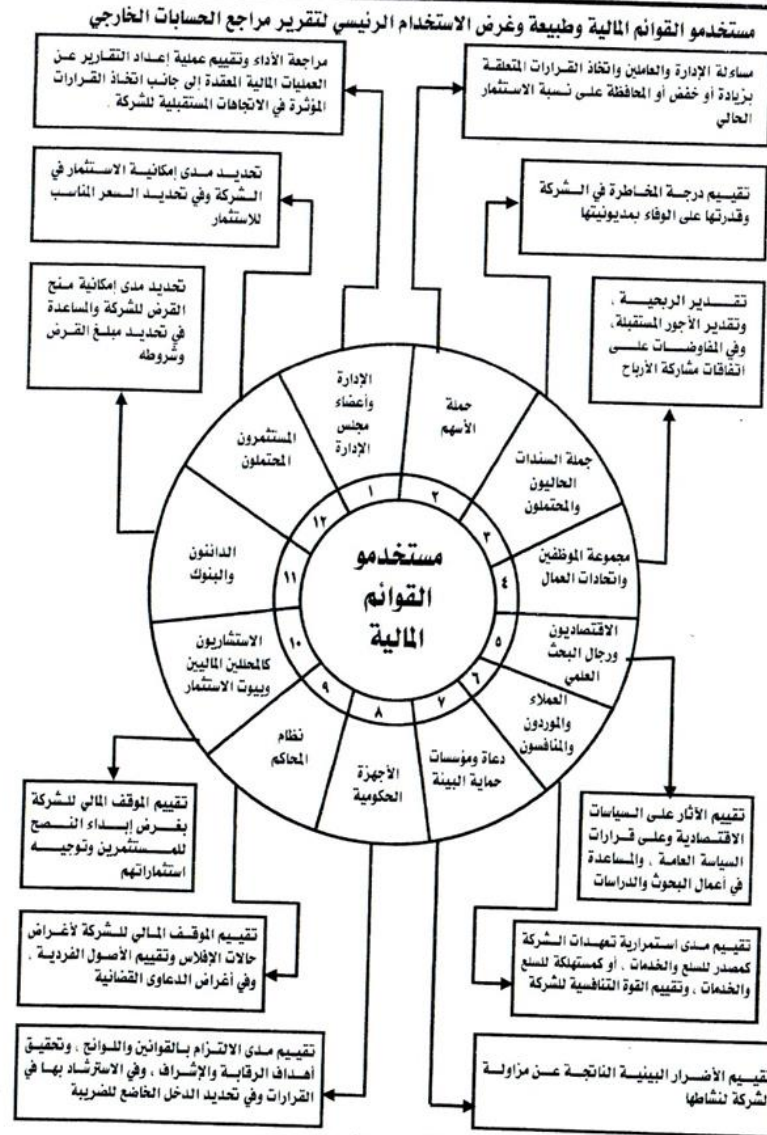 مستخدمو القوائم المالية وطبيعة وغرض الاستخدام الرئيسي لتقرير مراجع الحسابات الخارجي
مساءلة الإدارة والعاملين واتخاذ القرارات المتعلقة
بزيادة أو خفض أو المحافظة على نسبة الاستثمار
الحالي
مراجعة الأداء وتقييم عملية إعداد التقارير عن
العمليات المالية المعقدة إلى جانب اتخاذ القرارات
المؤثرة في الاتجاهات المستقبلية للشركة .
تقييم درجة المخاطرة في الشركة
وقدرتها على الوفاء بمديونيتها
تحديد مدى إمكانية الاستثمار في
الشركة وفي تحديد السعر المناسب
للاستثمار
تقدير الربحية ،
وتقدير الأجور المستقبلة،
وفي المفاوضات على
اتفاقات مشاركة الأرباح
تحديد مدى إمكانية منح
القرض للشركة والمساعدة
في تحديد مبلغ القرض
وشروطه
مستخدمو
القوائم
المالية
١
الإدارة
وأعضاء
مجلس
الإدارة
٢
حملة
الأسهم
٣
حملة السندات
الحاليون
والمحتملون
٤
مجموعة الموظفين
واتحادات العمال
٥
الاقتصاديون
ورجال البحث
العلمي
٦
العملاء
والموردون
والمنافسون
٧
دعاة ومؤسسات
حماية البيئة
٨
الأجهزة
الحكومية
٩
نظام
المحاكم
١٠
الاستشاريون
كالمحللين الماليين
وبيوت الاستثمار
١١
الدائنون
والبنوك
١٢
المستثمرون
المحتملون
تقييم الآثار على السياسات
الاقتصادية وعلى قرارات
السياسة العامة ، والمساعدة
في أعمال البحوث والدراسات
تقييم الموقف المالي للشركة
بغرض إبداء النصح
للمستثمرين وتوجيه
استثماراتهم
تقييم مدى استمرارية تعهدات الشركة
كمصدر للسلع والخدمات ، أو كمستهلكة للسلع
والخدمات ، وتقييم القوة التنافسية للشركة
تقييم الموقف المالي للشركة لأغراض
حالات الإفلاس وتقييم الأصول الفردية ،
وفي أغراض الدعاوى القضائية
تقييم الأضرار البيئية الناتجة عن مزاولة
الشركة لنشاطها
تقييم مدى الالتزام بالقوانين واللوائح ، وتحقيق
أهداف الرقابة والإشراف ، وفي الاسترشاد بها في
القرارات وفي تحديد الدخل الخاضع للضريبة